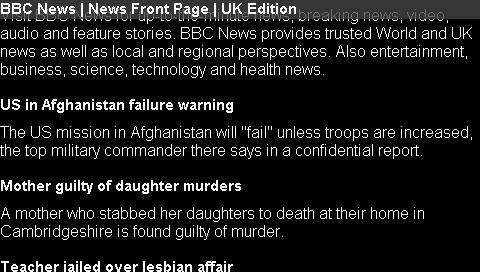 BBC News | News Front Page | UK Edition
Visit BBC News for up-to-the-minute news, breaking news, video,
audio and feature stories. BBC News provides trusted World and UK
news as well as local and regional perspectives. Also entertainment,
business, science, technology and health news.
US in Afghanistan failure warning
The US mission in Afghanistan will "fail" unless troops are increased,
the top military commander there says in a confidential report.
Mother guilty of daughter murders
A mother who stabbed her daughters to death at their home in
Cambridgeshire is found guilty of murder.
Teacher jailed over lesbian affair